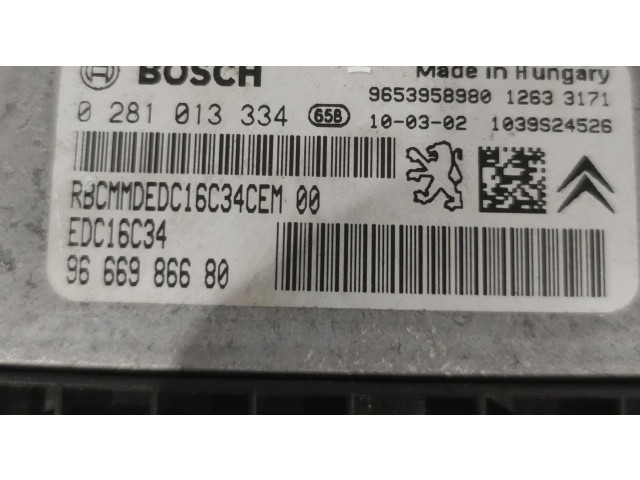 BOSCH Made in Hungary
9653958980 1263 3171
0 281 013 334 658 10-03-02 1039S24526
RBCMMDEDC16C34CEM 00
EDC16C34
96 669 866 80